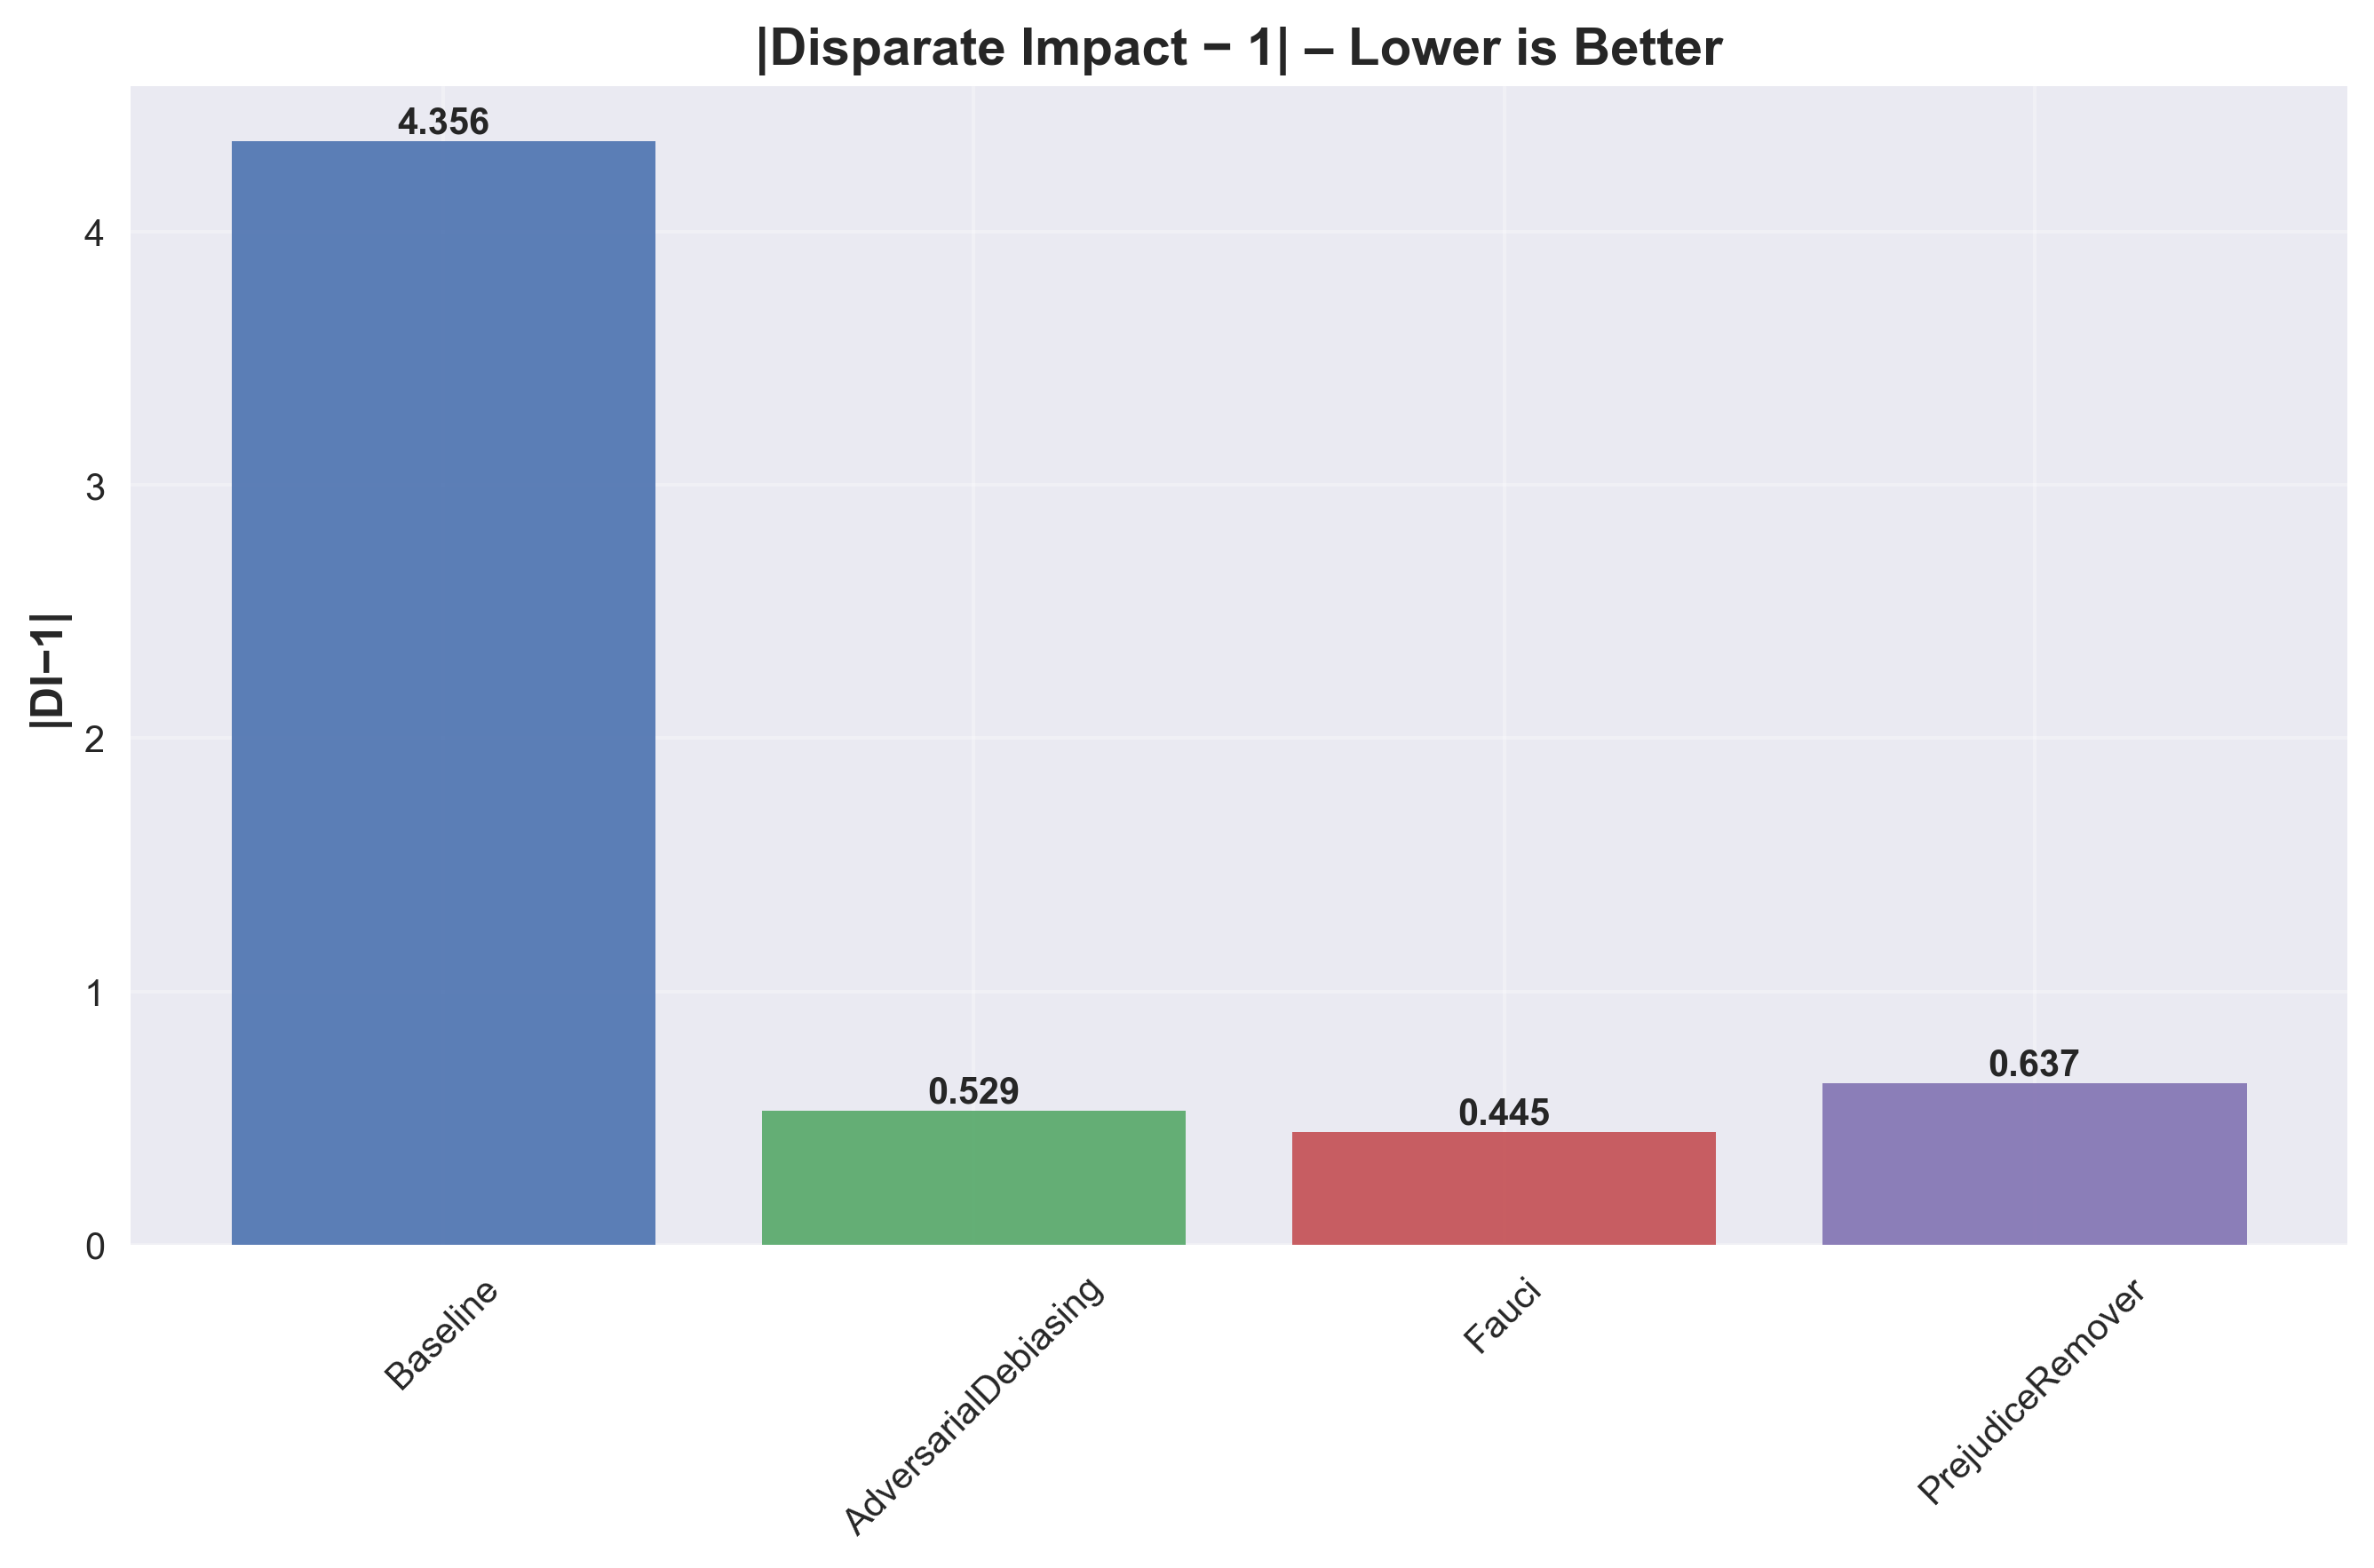 |Disparate Impact − 1| – Lower is Better
|DI−1|
4
3
2
1
0
4.356
0.529
0.445
0.637
Baseline
AdversarialDebiasing
Fauci
PrejudiceRemover